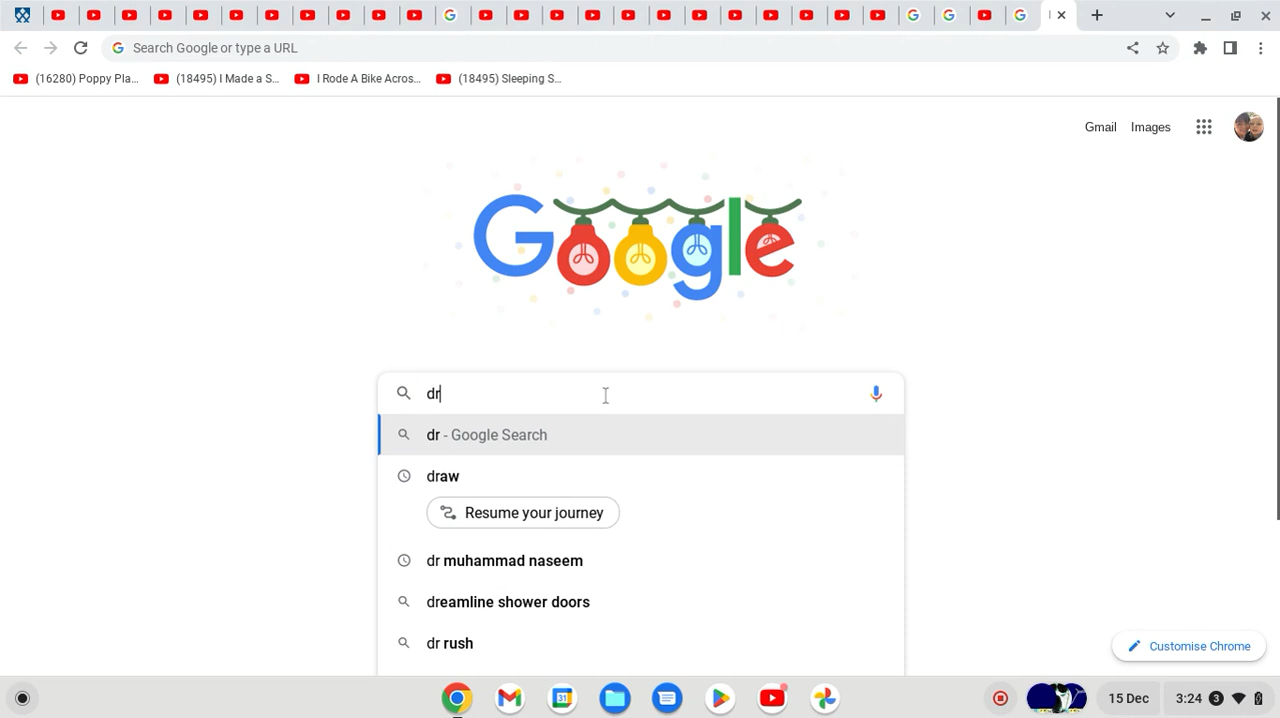 Search Google or type a URL
(16280) Poppy Pla...
(18495) I Made a S...
I Rode A Bike Acros...
(18495) Sleeping S...
Gmail
Images
Google
dr
dr - Google Search
draw
Resume your journey
dr muhammad naseem
dreamline shower doors
dr rush
Customise Chrome
31
15 Dec
3:24
3